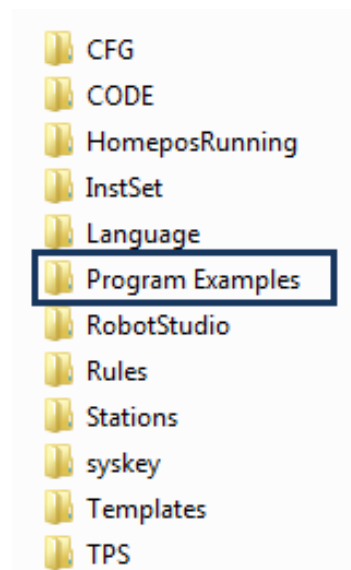 CFG
CODE
HomeposRunning
InstSet
Language
Program Examples
RobotStudio
Rules
Stations
syskey
Templates
TPS